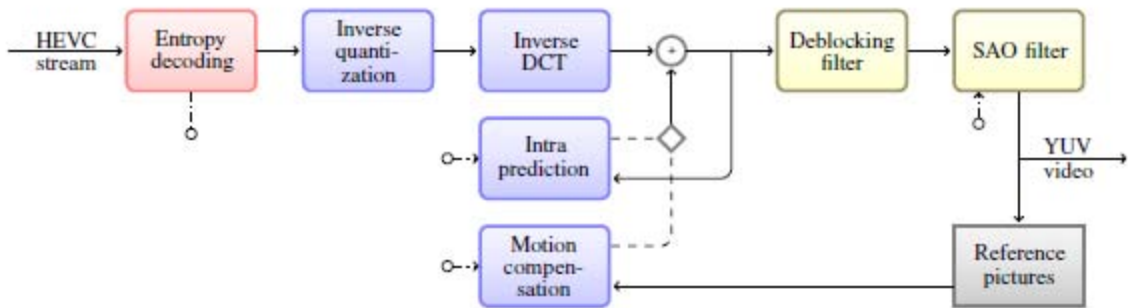 HEVC
stream
Entropy
decoding
Inverse
quanti-
zation
Inverse
DCT
+
Deblocking
filter
SAO filter
Intra
prediction
YUV
video
Motion
compen-
sation
Reference
pictures